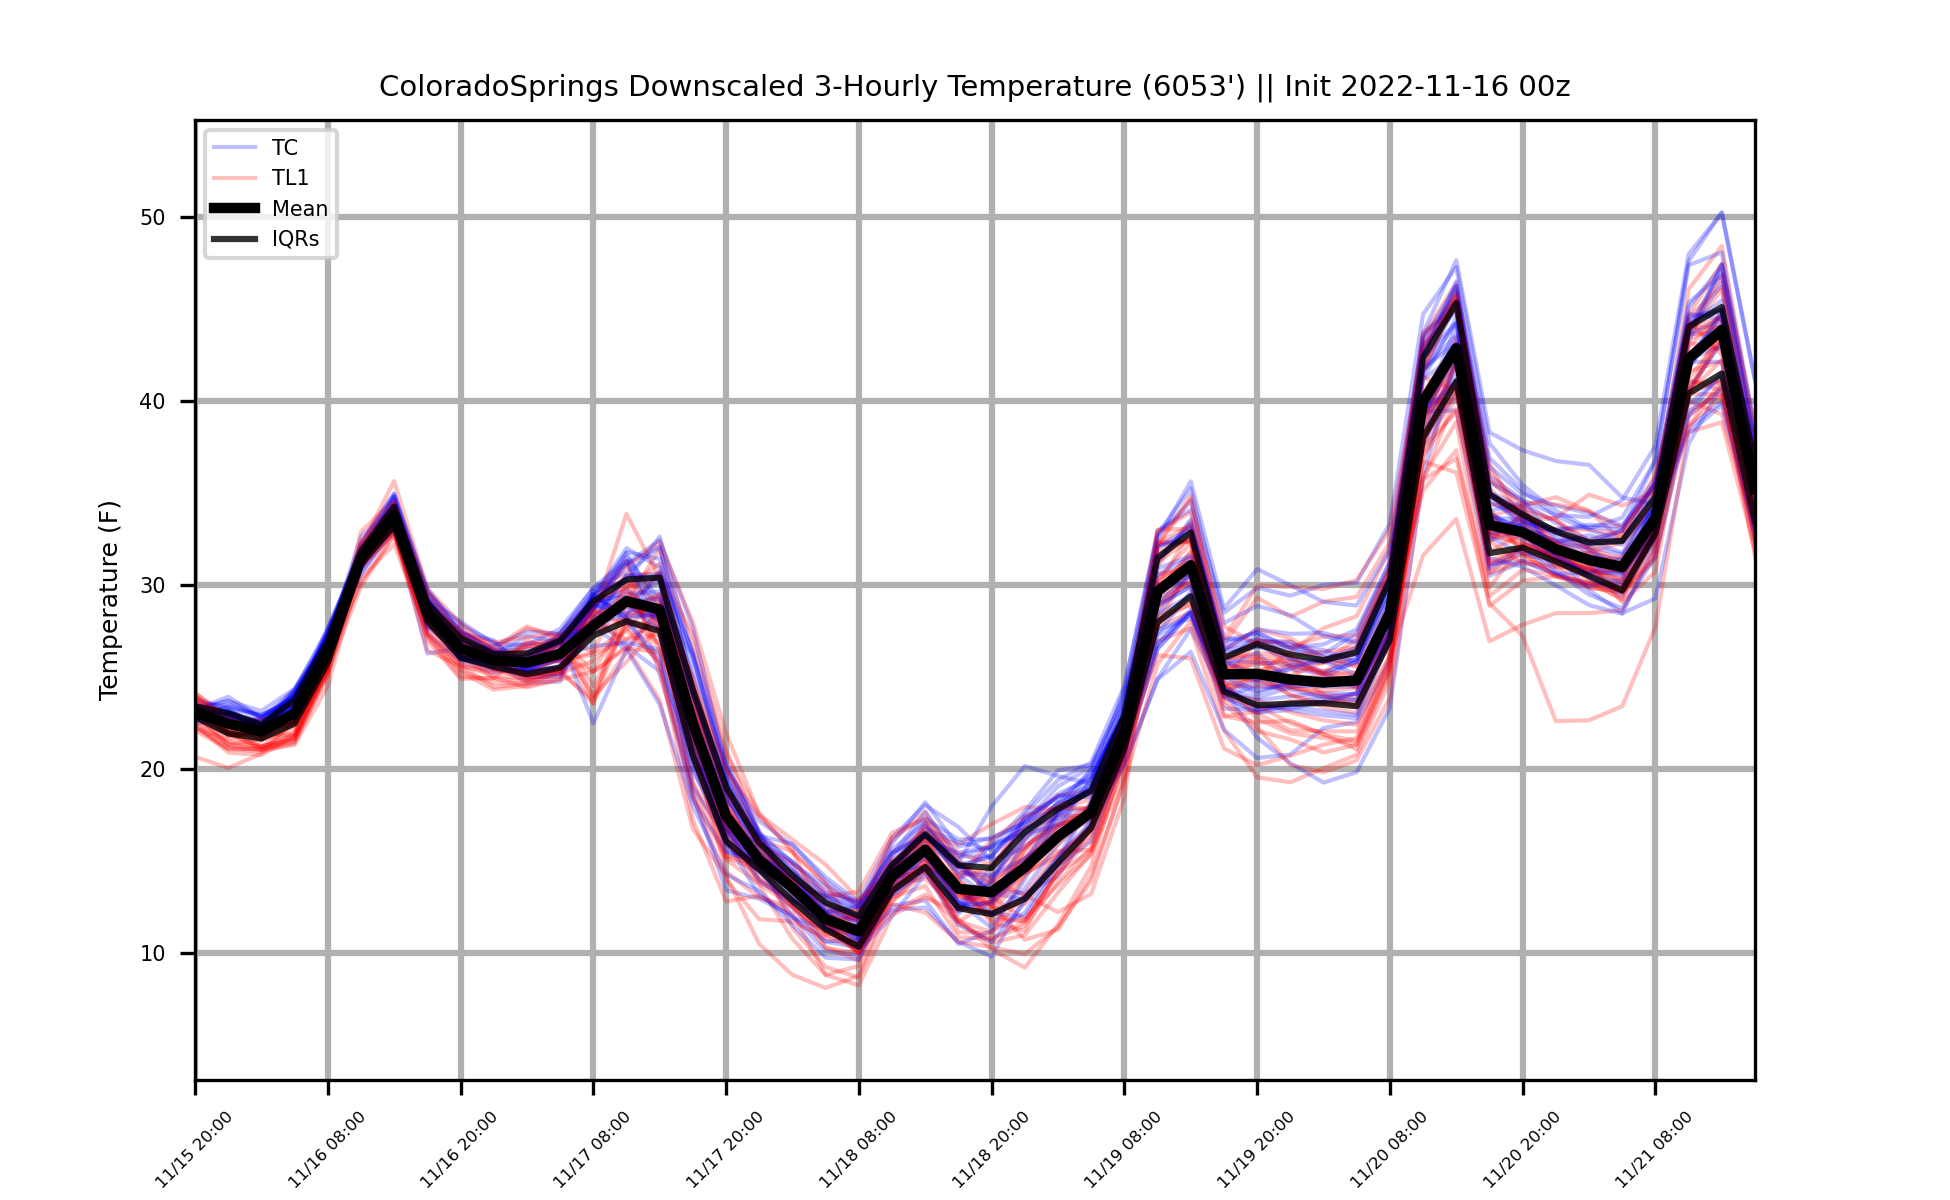 ColoradoSprings Downscaled 3-Hourly Temperature (6053') || Init 2022-11-16 00z
TC
TL1
Mean
IQRs
Temperature (F)
50
40
30
20
10
11/15 20:00
11/16 08:00
11/16 20:00
11/17 08:00
11/17 20:00
11/18 08:00
11/18 20:00
11/19 08:00
11/19 20:00
11/20 08:00
11/20 20:00
11/21 08:00